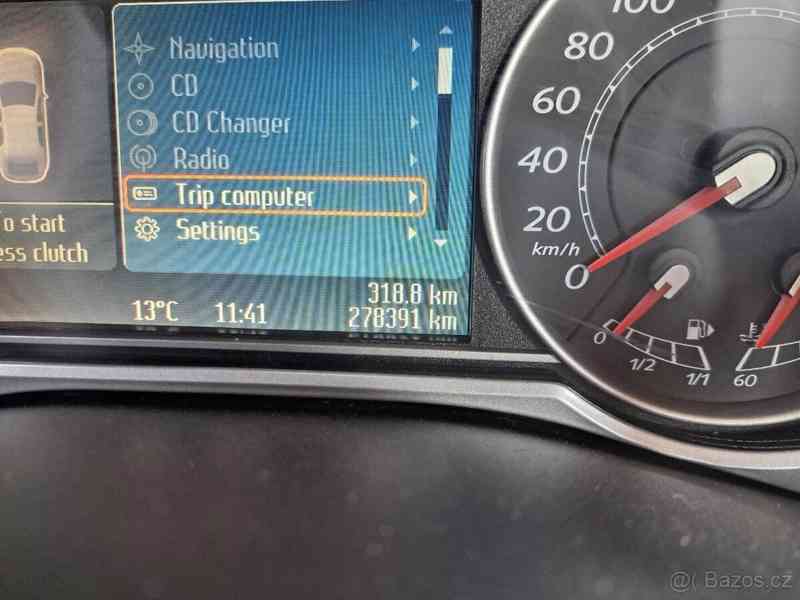 Navigation
CD
CD Changer
Radio
Trip computer
Settings
o start
ess clutch
318.8 km
13°C 11:41 278391 km
100
80
60
40
20
km/h
0
0 1/2 1/1
60
@( Bazos.cz